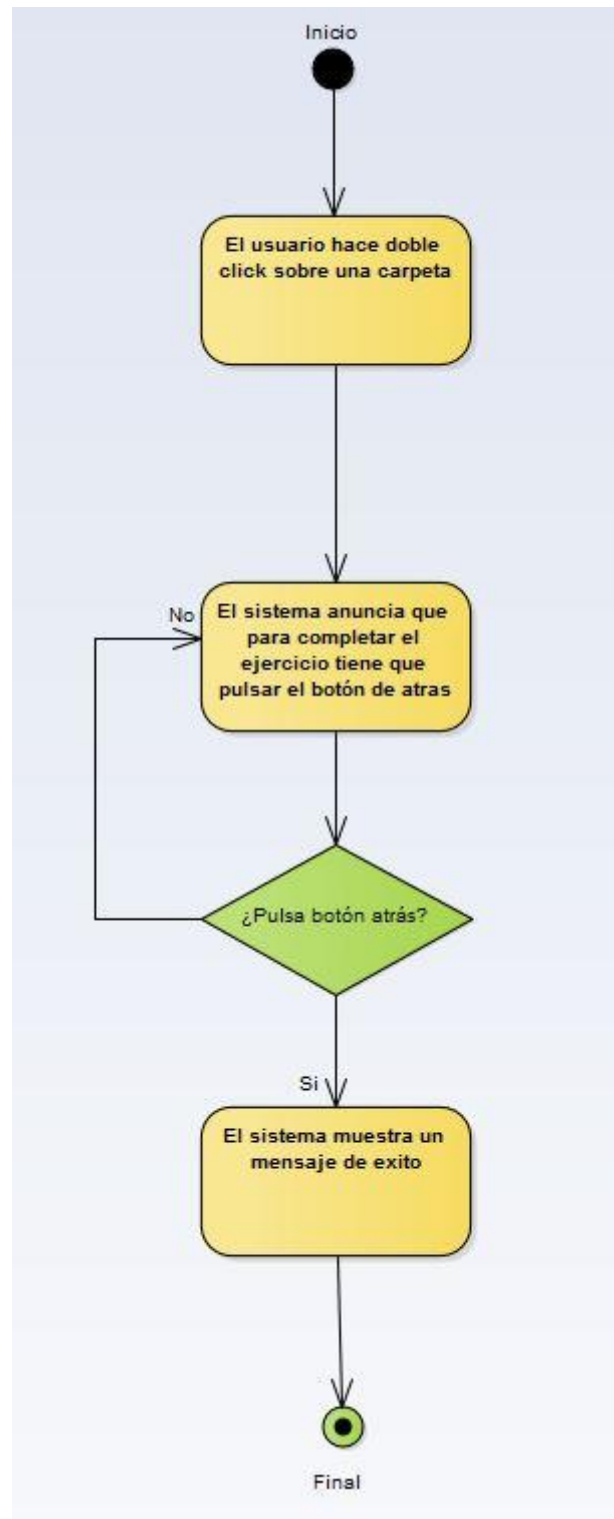 Inicio
El usuario hace doble
click sobre una carpeta
No
El sistema anuncia que
para completar el
ejercicio tiene que
pulsar el botón de atras
¿Pulsa botón atrás?
Si
El sistema muestra un
mensaje de exito
Final